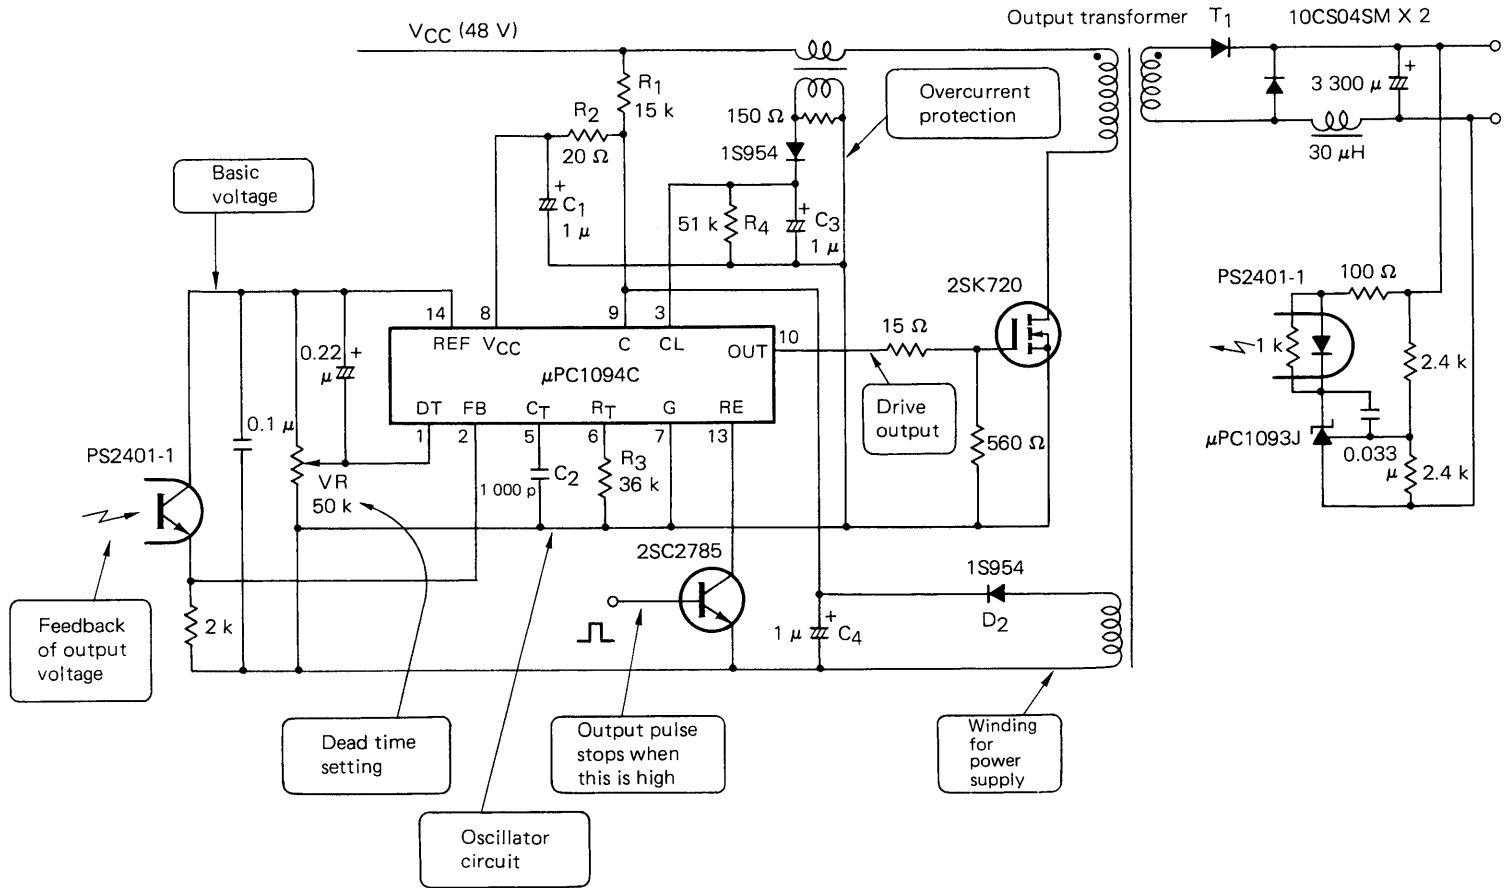 V_CC (48 V)
Output transformer T₁
10CS04SM X 2
R₁
15 k
R₂
20 Ω
150 Ω
Overcurrent
protection
3 300 μ
+
30 μH
1S954
Basic
voltage
+
C₁
1 μ
51 k
R₄
+
C₃
1 μ
2SK720
PS2401-1
100 Ω
14
8
9
3
10
REF
V_CC
C
CL
OUT
15 Ω
0.22 +
μ
μPC1094C
1 k
2.4 k
DT
FB
C_T
R_T
G
RE
Drive
output
1
2
5
6
7
13
0.1 μ
560 Ω
μPC1093J
0.033
μ
2.4 k
PS2401-1
VR
50 k
1 000 p
C₂
R₃
36 k
2SC2785
1S954
D₂
Feedback
of output
voltage
2 k
+
1 μ
C₄
Dead time
setting
Output pulse
stops when
this is high
Winding
for
power
supply
Oscillator
circuit